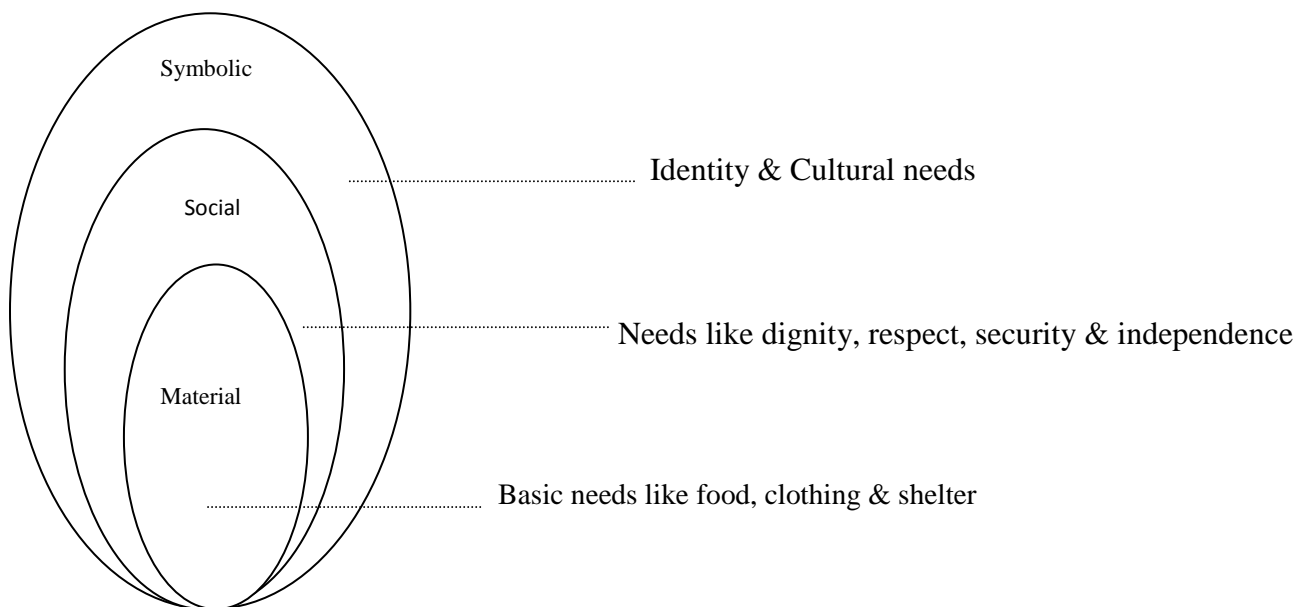 Symbolic
Identity & Cultural needs
Social
Needs like dignity, respect, security & independence
Material
Basic needs like food, clothing & shelter